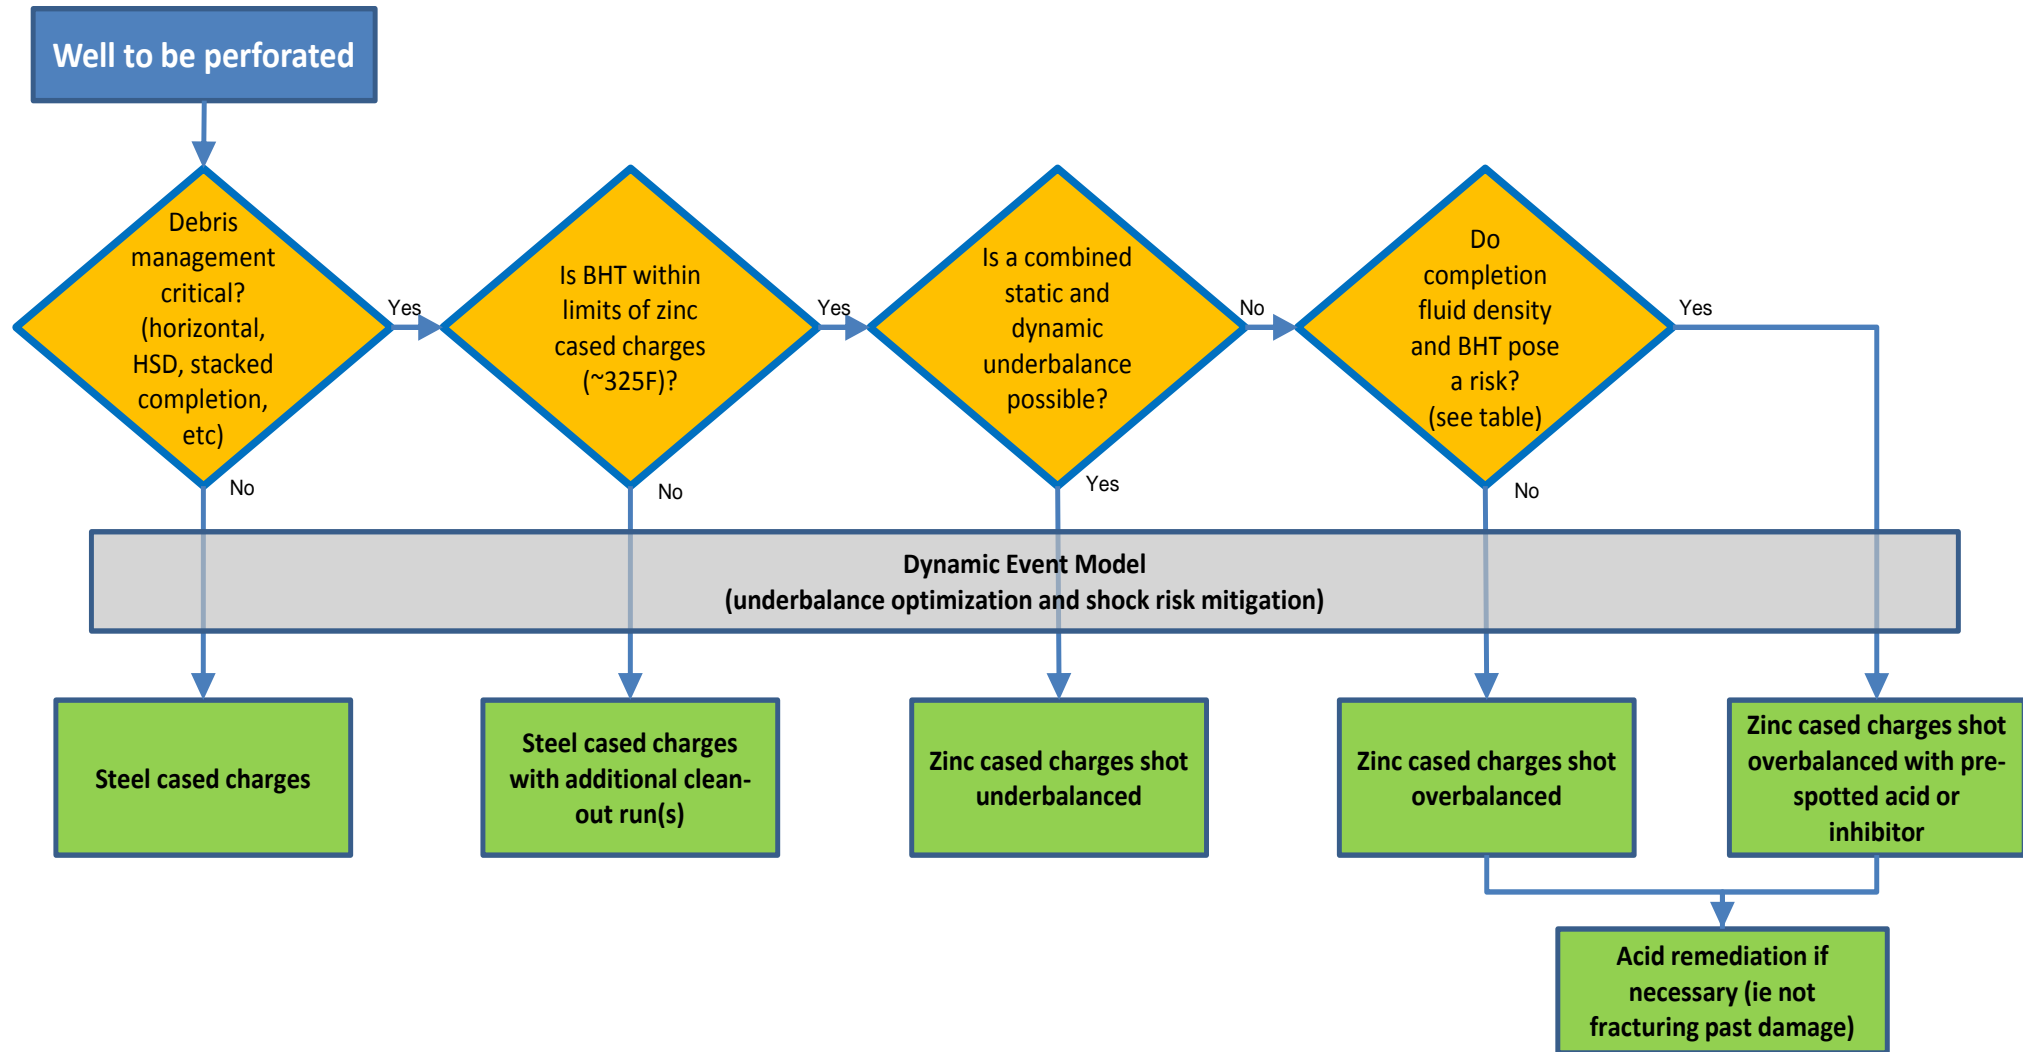 Well to be perforated
Debris
management
critical?
(horizontal,
HSD, stacked
completion,
etc)
Yes
No
Is BHT within
limits of zinc
cased charges
(~325F)?
Yes
No
Is a combined
static and
dynamic
underbalance
possible?
No
Yes
Do
completion
fluid density
and BHT pose
a risk?
(see table)
Yes
No
Dynamic Event Model
(underbalance optimization and shock risk mitigation)
Steel cased charges
Steel cased charges
with additional clean-
out run(s)
Zinc cased charges shot
underbalanced
Zinc cased charges shot
overbalanced
Zinc cased charges shot
overbalanced with pre-
spotted acid or
inhibitor
Acid remediation if
necessary (ie not
fracturing past damage)